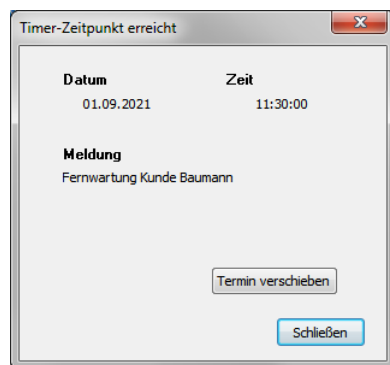 Timer-Zeitpunkt erreicht
Datum Zeit
01.09.2021 11:30:00
Meldung
Fernwartung Kunde Baumann
Termin verschieben
Schließen